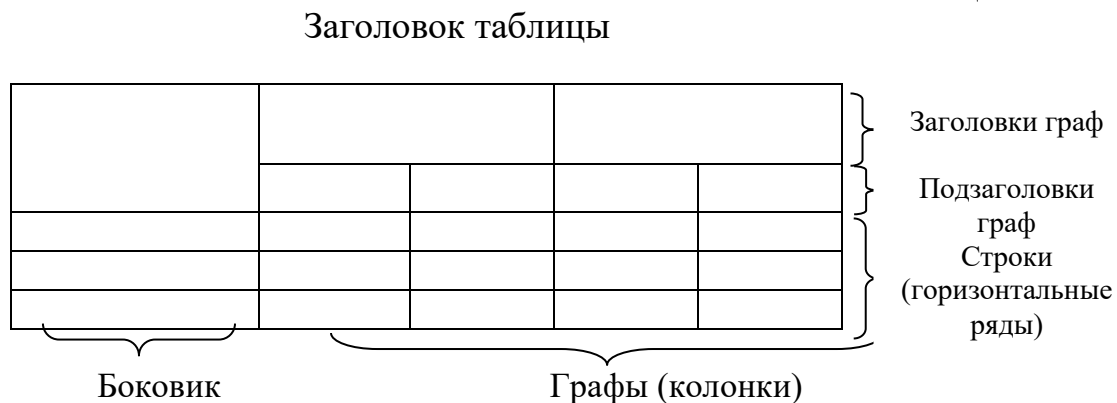 Заголовок таблицы
Заголовки граф
Подзаголовки
граф
Строки
(горизонтальные
ряды)
Боковик
Графы (колонки)